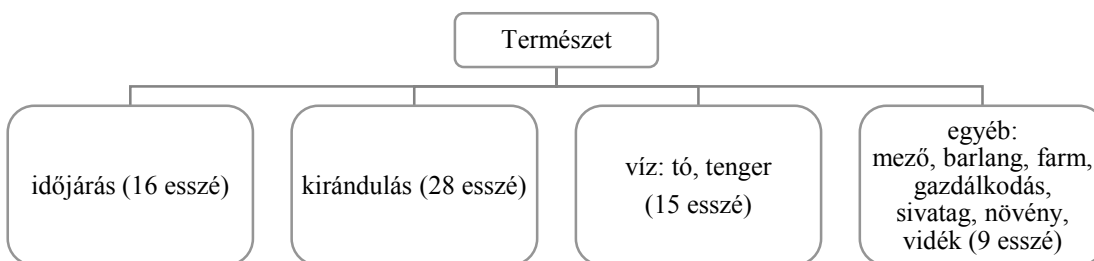 Természet
időjárás (16 esszé)
kirándulás (28 esszé)
víz: tó, tenger
(15 esszé)
egyéb:
mező, barlang, farm,
gazdálkodás,
sivatag, növény,
vidék (9 esszé)